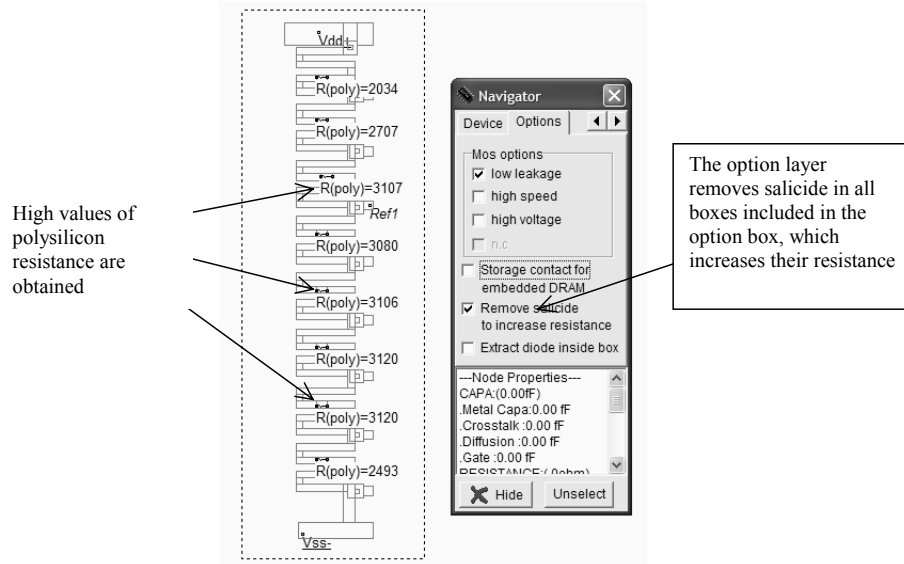 High values of
polysilicon
resistance are
obtained
Vdd+
R(poly)=2034
R(poly)=2707
R(poly)=3107
Ref1
R(poly)=3080
R(poly)=3106
R(poly)=3120
R(poly)=3120
R(poly)=2493
Vss-
Navigator
Device Options
Mos options
low leakage
high speed
high voltage
n.c
Storage contact for
embedded DRAM
Remove salicide
to increase resistance
Extract diode inside box
---Node Properties---
CAPA:(0.00fF)
.Metal Capa:0.00 fF
.Crosstalk :0.00 fF
.Diffusion :0.00 fF
.Gate :0.00 fF
RESISTANCE:( 0ohm)
Hide Unselect
The option layer
removes salicide in all
boxes included in the
option box, which
increases their resistance